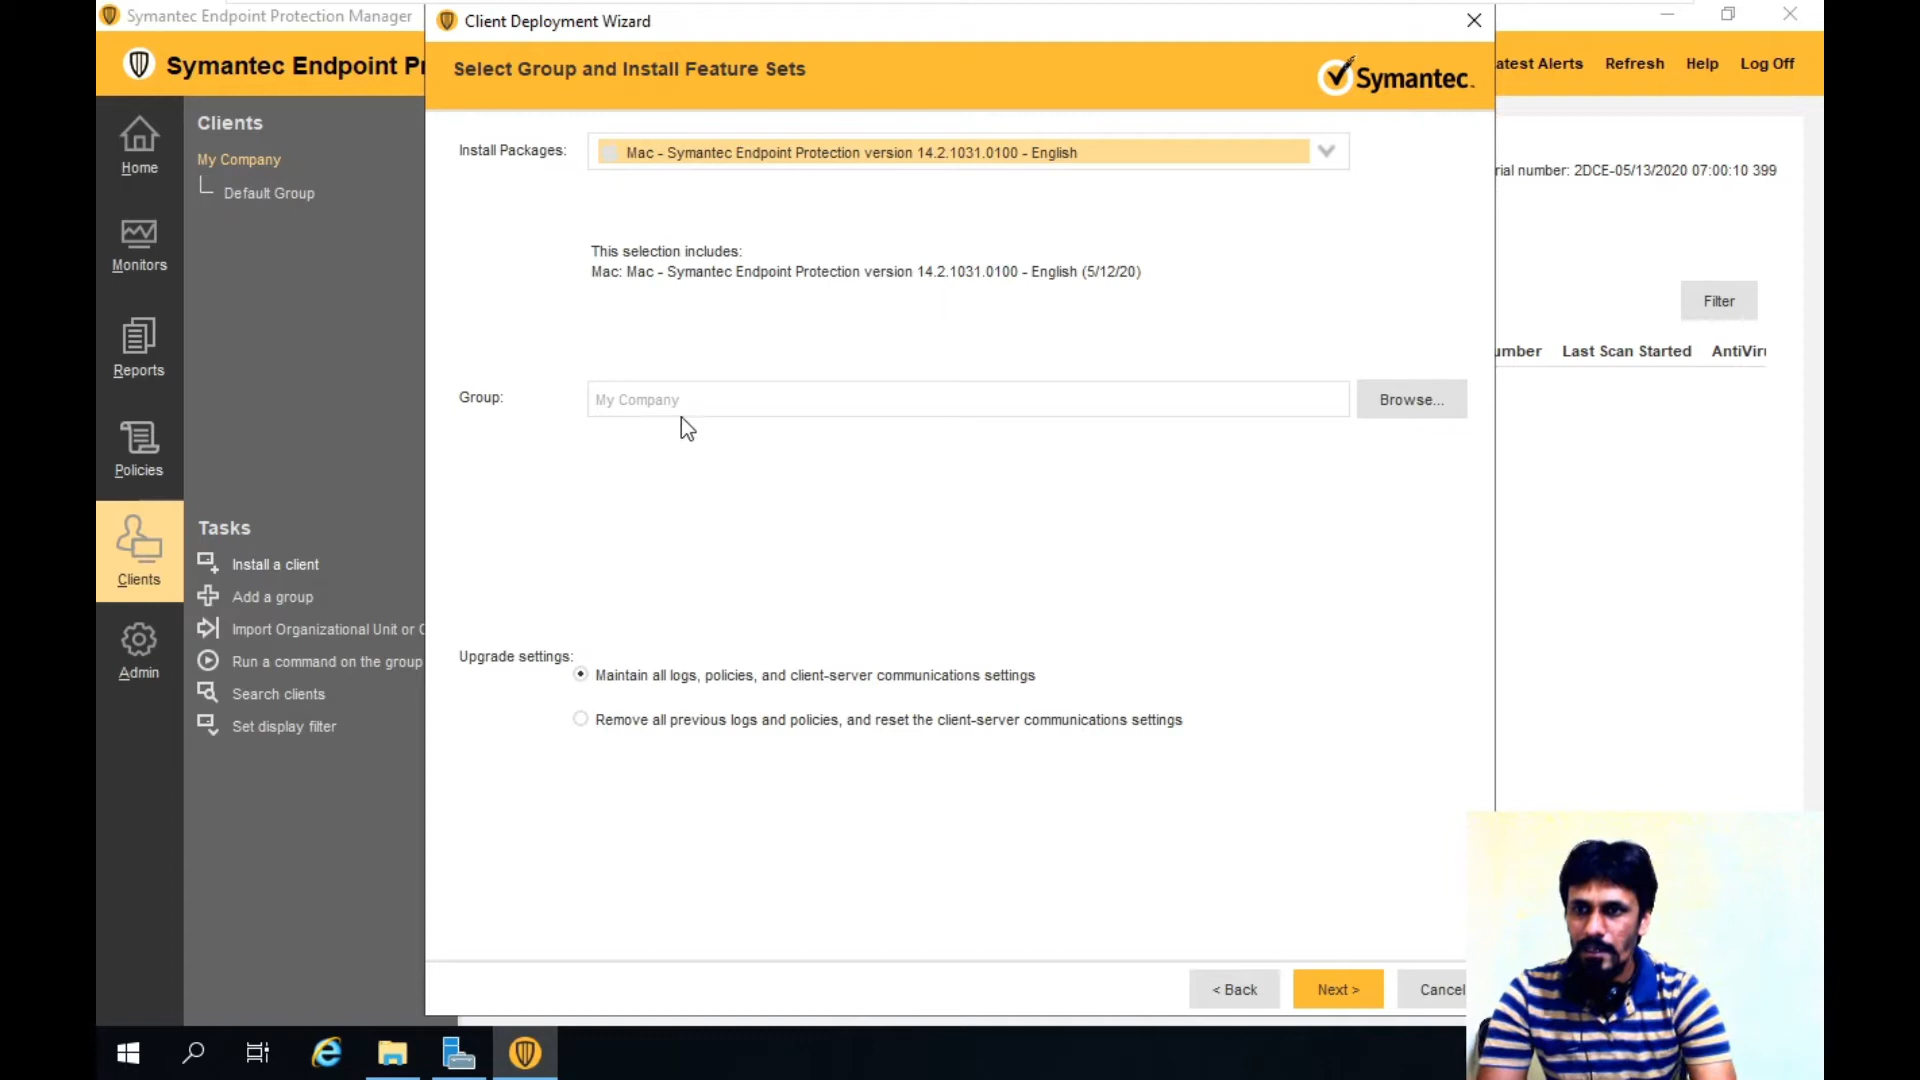 Symantec Endpoint Protection Manager
Client Deployment Wizard
Symantec Endpoint Pr
Select Group and Install Feature Sets
Symantec.
atest Alerts
Refresh
Help
Log Off
Home
Monitors
Reports
Policies
Clients
Admin
Clients
My Company
Default Group
Tasks
Install a client
Add a group
Import Organizational Unit or C
Run a command on the group
Search clients
Set display filter
Install Packages:
Mac - Symantec Endpoint Protection version 14.2.1031.0100 - English
This selection includes:
Mac: Mac - Symantec Endpoint Protection version 14.2.1031.0100 - English (5/12/20)
Group:
My Company
Browse...
Upgrade settings:
Maintain all logs, policies, and client-server communications settings
Remove all previous logs and policies, and reset the client-server communications settings
< Back
Next >
Cancel
rial number: 2DCE-05/13/2020 07:00:10 399
Filter
umber
Last Scan Started
AntiVir